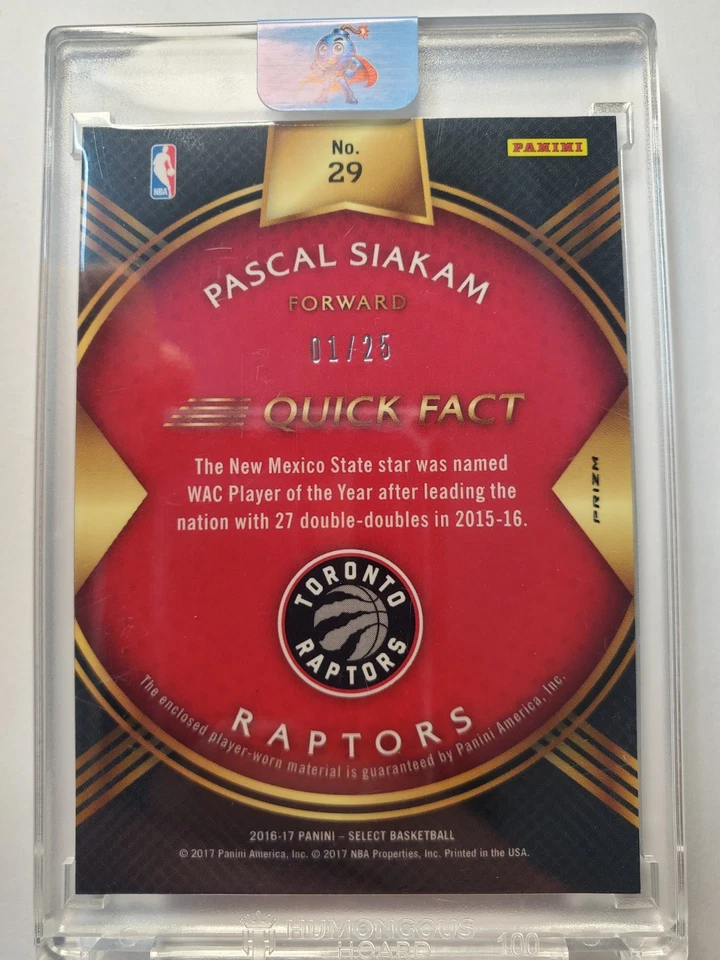 No.
29
PANINI
NBA
PASCAL SIAKAM
FORWARD
01/25
QUICK FACT
The New Mexico State star was named
WAC Player of the Year after leading the
nation with 27 double-doubles in 2015-16.
PRIZM
TORONTO
RAPTORS
RAPTORS
The enclosed player-worn material is guaranteed by Panini America, Inc.
2016-17 PANINI – SELECT BASKETBALL
© 2017 Panini America, Inc. © 2017 NBA Properties, Inc. Printed in the USA.
HUMONGOUS
HOARD
100